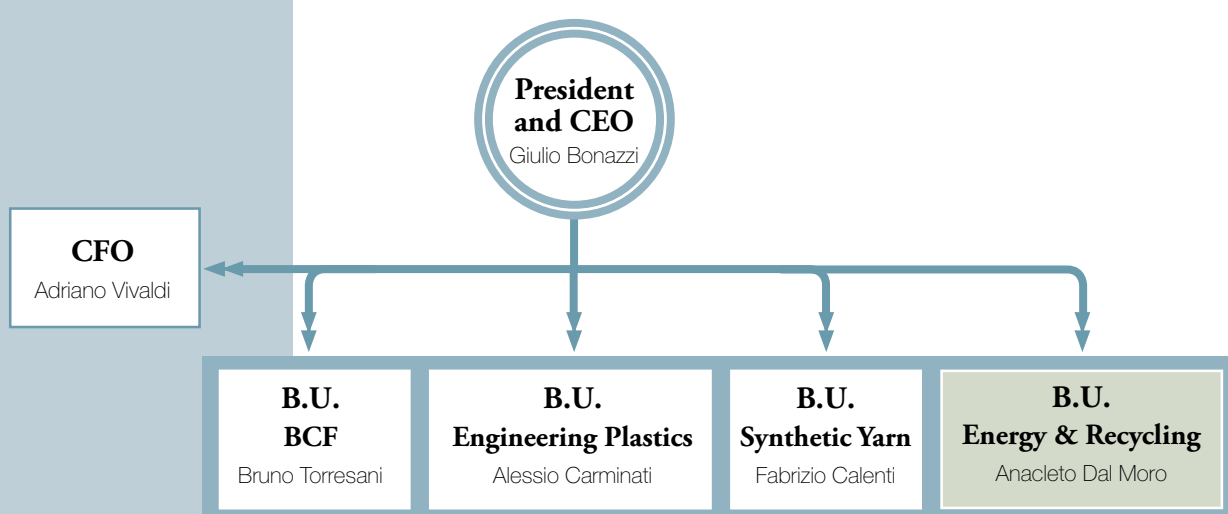 President
and CEO
Giulio Bonazzi
CFO
Adriano Vivaldi
B.U.
BCF
Bruno Torresani
B.U.
Engineering Plastics
Alessio Carminati
B.U.
Synthetic Yarn
Fabrizio Calenti
B.U.
Energy & Recycling
Anacleto Dal Moro